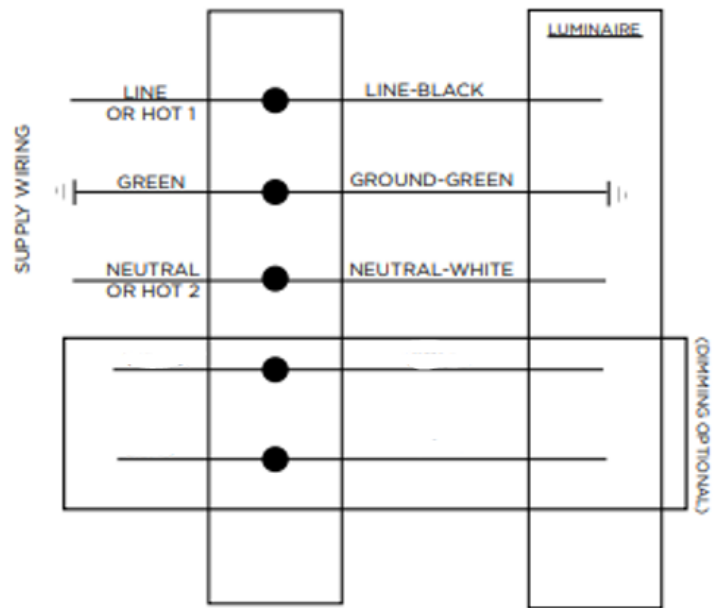 LUMINAIRE
LINE
OR HOT 1
LINE-BLACK
SUPPLY WIRING
GREEN
GROUND-GREEN
NEUTRAL
OR HOT 2
NEUTRAL-WHITE
(DIMMING OPTIONAL)